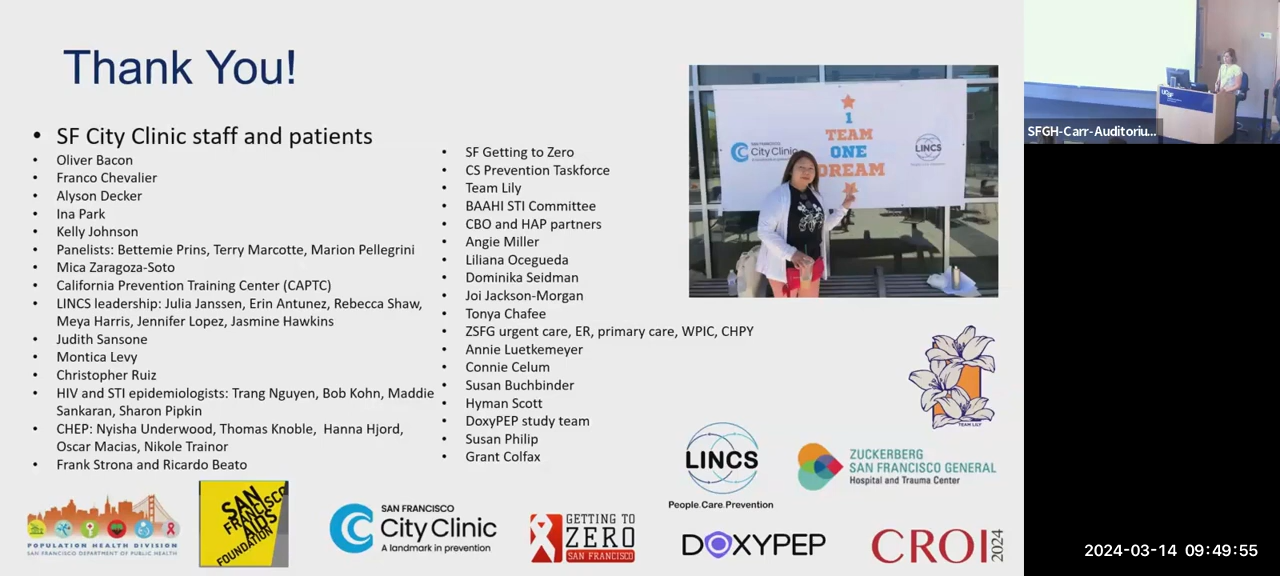 Thank You!
• SF City Clinic staff and patients
• Oliver Bacon
• Franco Chevalier
• Alyson Decker
• Ina Park
• Kelly Johnson
• Panelists: Bettemie Prins, Terry Marcotte, Marion Pellegrini
• Mica Zaragoza-Soto
• California Prevention Training Center (CAPTC)
• LINCS leadership: Julia Janssen, Erin Antunez, Rebecca Shaw,
Meya Harris, Jennifer Lopez, Jasmine Hawkins
• Judith Sansone
• Montica Levy
• Christopher Ruiz
• HIV and STI epidemiologists: Trang Nguyen, Bob Kohn, Maddie
Sankaran, Sharon Pipkin
• CHEP: Nyisha Underwood, Thomas Knoble, Hanna Hjord,
Oscar Macias, Nikole Trainor
• Frank Strona and Ricardo Beato
• SF Getting to Zero
• CS Prevention Taskforce
• Team Lily
• BAAHI STI Committee
• CBO and HAP partners
• Angie Miller
• Liliana Ocegueda
• Dominika Seidman
• Joi Jackson-Morgan
• Tonya Chafee
• ZSFG urgent care, ER, primary care, WPIC, CHPY
• Annie Luetkemeyer
• Connie Celum
• Susan Buchbinder
• Hyman Scott
• DoxyPEP study team
• Susan Philip
• Grant Colfax
1
TEAM
ONE
DREAM
City Clinic
LINCS
TEAM LILY
LINCS
People.Care.Prevention
ZUCKERBERG
SAN FRANCISCO GENERAL
Hospital and Trauma Center
POPULATION HEALTH DIVISION
SAN FRANCISCO DEPARTMENT OF PUBLIC HEALTH
SAN
FRANCISCO
AIDS
FOUNDATION
SAN FRANCISCO
City Clinic
A landmark in prevention
GETTING TO
ZERO
SAN FRANCISCO
DOXYPEP
CROI 2024
UCSF
SFGH-Carr-Auditoriu...
2024-03-14 09:49:55